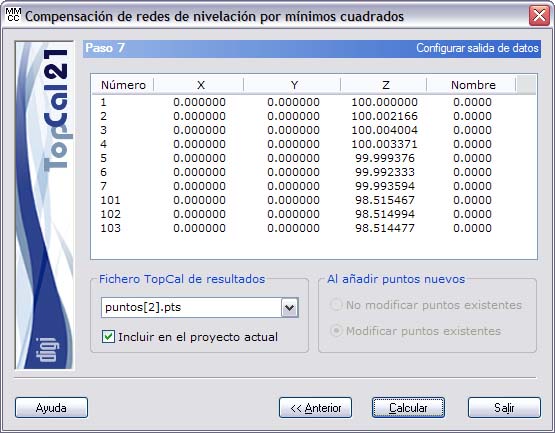 MM
CC
Compensación de redes de nivelación por mínimos cuadrados
TopCal 21
digi
Paso 7 Configurar salida de datos
Número X Y Z Nombre
1 0.000000 0.000000 100.000000 0.0000
2 0.000000 0.000000 100.002166 0.0000
3 0.000000 0.000000 100.004004 0.0000
4 0.000000 0.000000 100.003371 0.0000
5 0.000000 0.000000 99.999376 0.0000
6 0.000000 0.000000 99.992333 0.0000
7 0.000000 0.000000 99.993594 0.0000
101 0.000000 0.000000 98.515467 0.0000
102 0.000000 0.000000 98.514994 0.0000
103 0.000000 0.000000 98.514477 0.0000
Fichero TopCal de resultados
puntos[2].pts
Incluir en el proyecto actual
Al añadir puntos nuevos
No modificar puntos existentes
Modificar puntos existentes
Ayuda << Anterior Calcular Salir